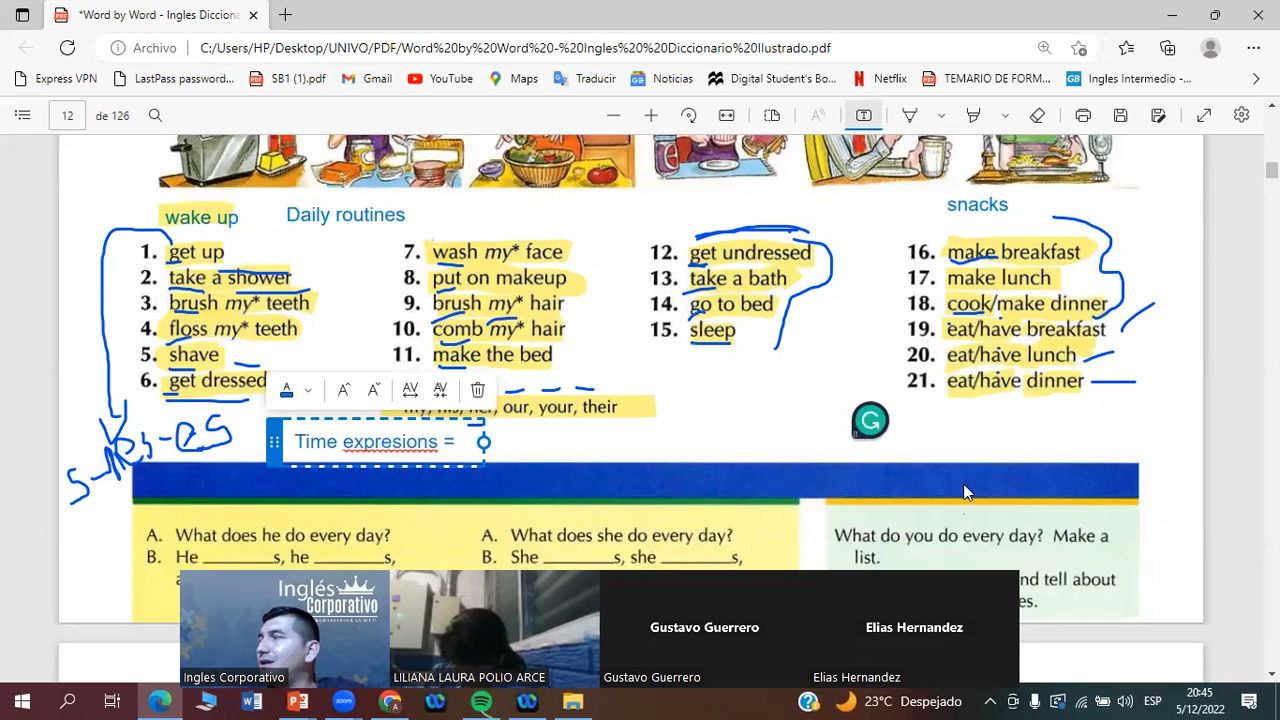 *Word by Word - Ingles Dicciona
Archivo
C:/Users/HP/Desktop/UNIVO/PDF/Word%20by%20Word%20-%20Ingles%20%20Diccionario%20Ilustrado.pdf
Express VPN
LastPass password...
SB1 (1).pdf
Gmail
YouTube
Maps
Traducir
Noticias
Digital Student's Bo...
Netflix
TEMARIO DE FORM...
Ingles Intermedio -...
12
de 126
wake up
Daily routines
snacks
1. get up
2. take a shower
3. brush my* teeth
4. floss my* teeth
5. shave
6. get dressed
7. wash my* face
8. put on makeup
9. brush my* hair
10. comb my* hair
11. make the bed
12. get undressed
13. take a bath
14. go to bed
15. sleep
16. make breakfast
17. make lunch
18. cook/make dinner
19. eat/have breakfast
20. eat/have lunch
21. eat/have dinner
my, his, her, our, your, their
Time expresions =
A. What does he do every day?
B. He ________s, he ________s,
A. What does she do every day?
B. She ________s, she ________s,
What do you do every day? Make a
list.
nd tell about
es.
Inglés
Corporativo
Ingles Corporativo
LILIANA LAURA POLIO ARCE
Gustavo Guerrero
Gustavo Guerrero
Elias Hernandez
Elias Hernandez
23°C Despejado
ESP
20:45
5/12/2022